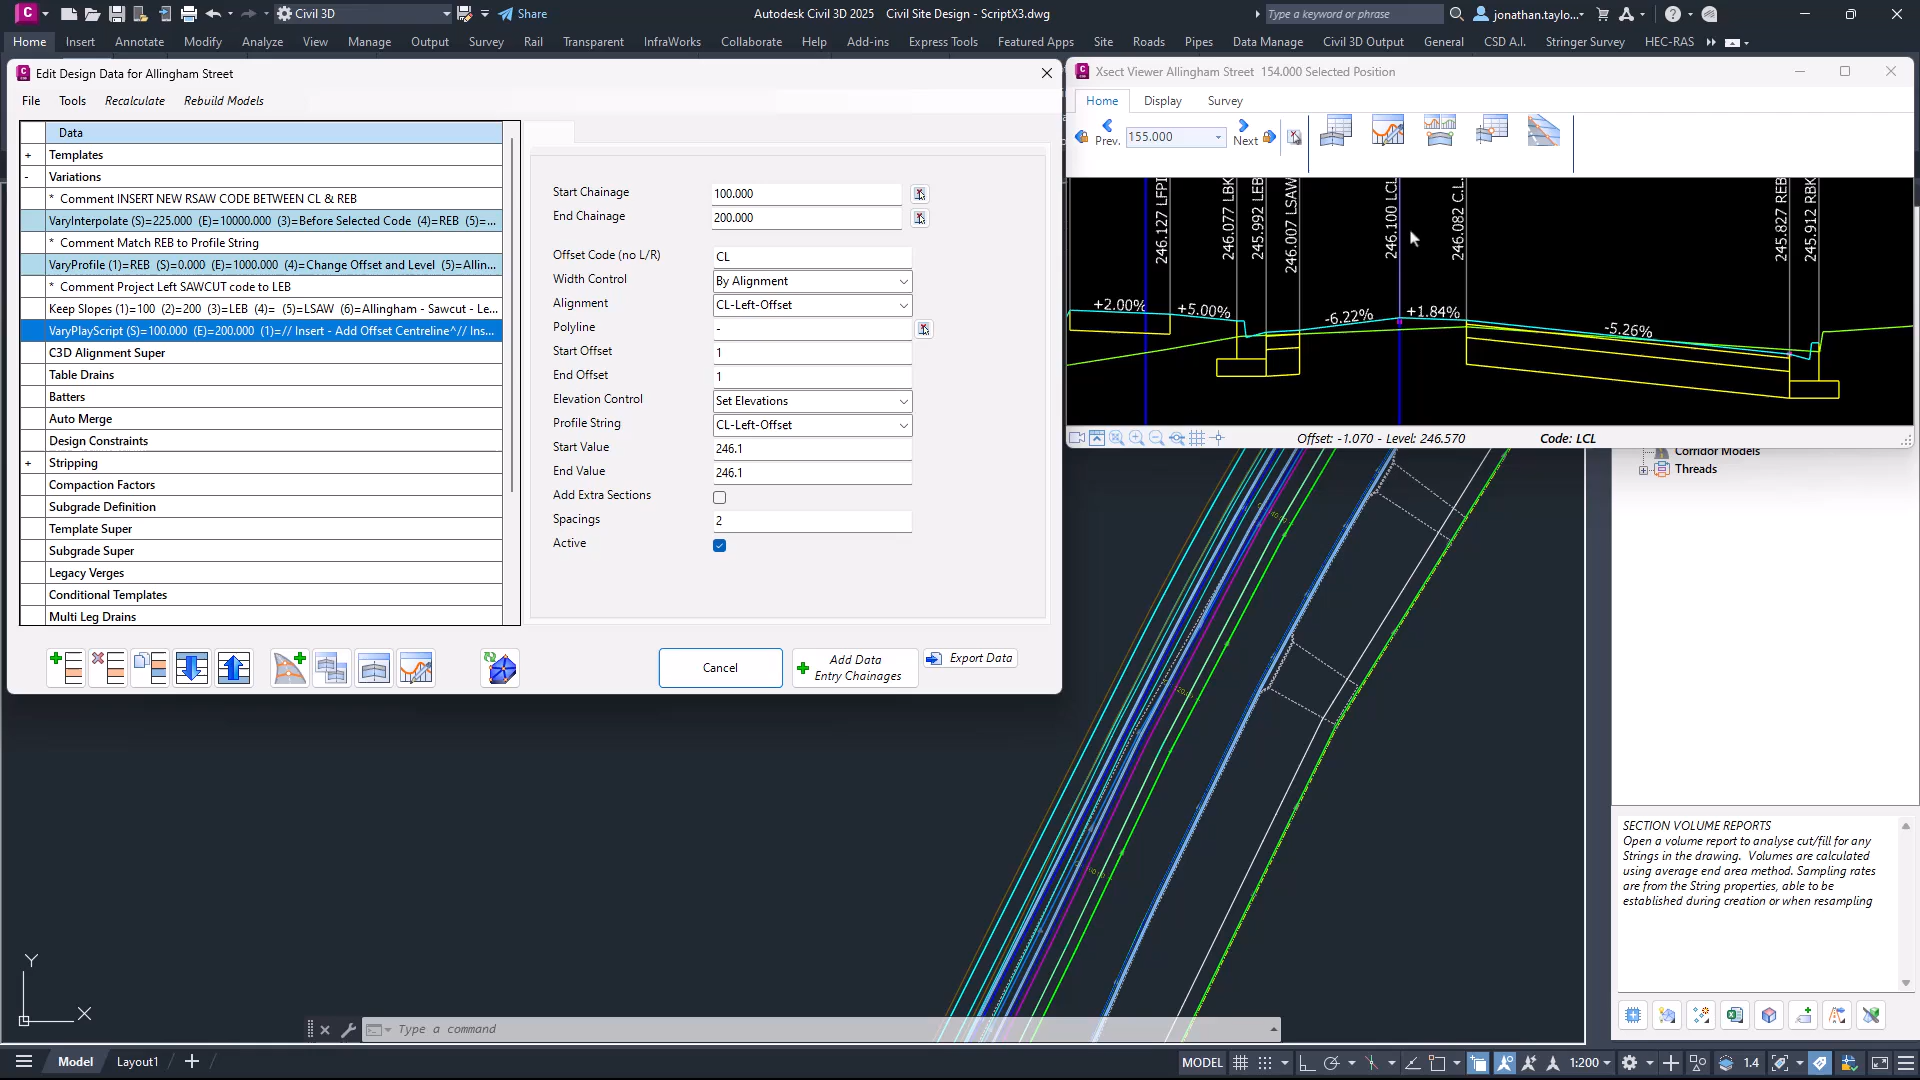 Civil 3D
Share
Autodesk Civil 3D 2025 Civil Site Design - ScriptX3.dwg
Type a keyword or phrase
jonathan.taylo...
Home Insert Annotate Modify Analyze View Manage Output Survey Rail Transparent InfraWorks Collaborate Help Add-ins Express Tools Featured Apps Site Roads Pipes Data Manage Civil 3D Output General CSD A.I. Stringer Survey HEC-RAS
Edit Design Data for Allingham Street
File Tools Recalculate Rebuild Models
Data
+ Templates
- Variations
* Comment INSERT NEW RSAW CODE BETWEEN CL & REB
VaryInterpolate (S)=225.000 (E)=10000.000 (3)=Before Selected Code (4)=REB (5)=...
* Comment Match REB to Profile String
VaryProfile (1)=REB (S)=0.000 (E)=1000.000 (4)=Change Offset and Level (5)=Allin...
* Comment Project Left SAWCUT code to LEB
Keep Slopes (1)=100 (2)=200 (3)=LEB (4)= (5)=LSAW (6)=Allingham - Sawcut - Le...
VaryPlayScript (S)=100.000 (E)=200.000 (1)=// Insert - Add Offset Centreline^// Ins...
C3D Alignment Super
Table Drains
Batters
Auto Merge
Design Constraints
+ Stripping
Compaction Factors
Subgrade Definition
Template Super
Subgrade Super
Legacy Verges
Conditional Templates
Multi Leg Drains
Start Chainage 100.000
End Chainage 200.000
Offset Code (no L/R) CL
Width Control By Alignment
Alignment CL-Left-Offset
Polyline -
Start Offset 1
End Offset 1
Elevation Control Set Elevations
Profile String CL-Left-Offset
Start Value 246.1
End Value 246.1
Add Extra Sections
Spacings 2
Active
Cancel
Add Data
Entry Chainages
Export Data
Xsect Viewer Allingham Street 154.000 Selected Position
Home Display Survey
Prev. 155.000 Next
246.077 LBK
245.992 LEB
246.007 LSAW
246.100 LCL
246.082 C.L.
245.827 REB
245.912 RBK
+2.00% +5.00% -6.22% +1.84% -5.26%
Offset: -1.070 - Level: 246.570 Code: LCL
Corridor Models
Threads
SECTION VOLUME REPORTS
Open a volume report to analyse cut/fill for any
Strings in the drawing. Volumes are calculated
using average end area method. Sampling rates
are from the String properties, able to be
established during creation or when resampling
Y
X
Type a command
Model Layout1
MODEL 1:200 1.4